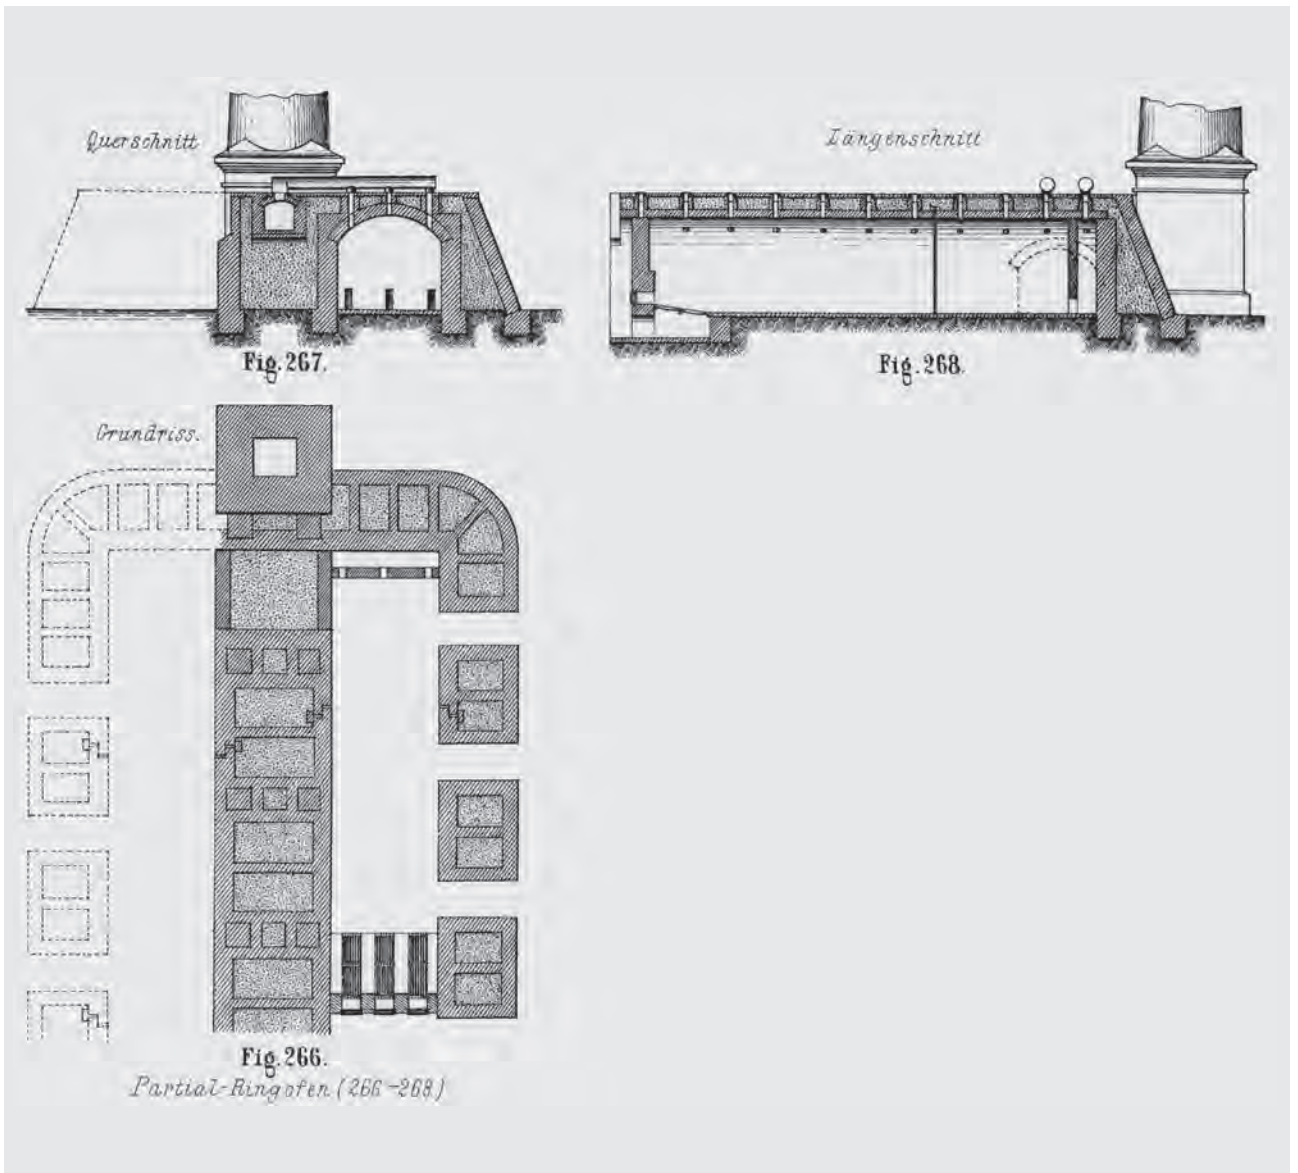 Querschnitt
Längenschnitt
Fig. 267.
Fig. 268.
Grundriss.
Fig. 266.
Partial-Ringofen (266-268)